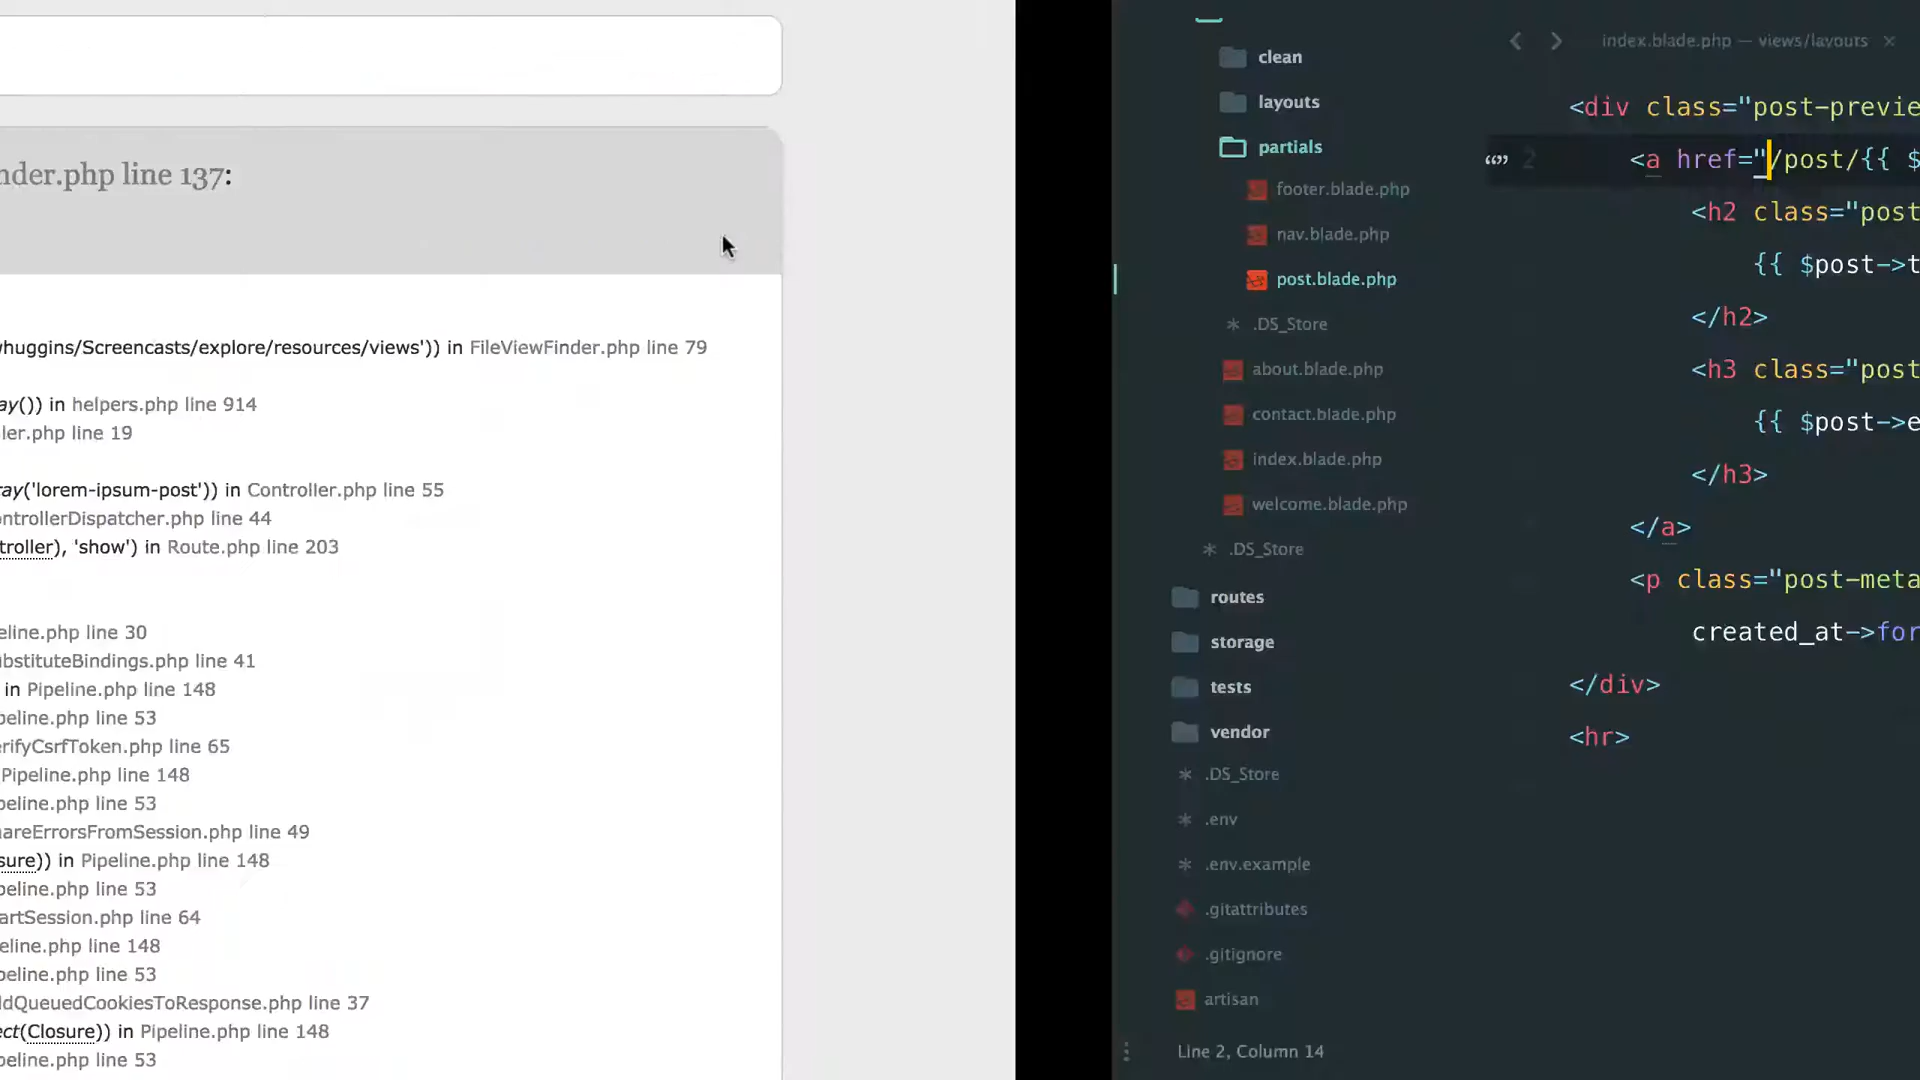 nder.php line 137:
whuggins/Screencasts/explore/resources/views')) in FileViewFinder.php line 79
ay()) in helpers.php line 914
ler.php line 19
ray('lorem-ipsum-post')) in Controller.php line 55
ontrollerDispatcher.php line 44
troller), 'show') in Route.php line 203
eline.php line 30
ubstituteBindings.php line 41
in Pipeline.php line 148
peline.php line 53
erifyCsrfToken.php line 65
Pipeline.php line 148
peline.php line 53
hareErrorsFromSession.php line 49
sure)) in Pipeline.php line 148
peline.php line 53
artSession.php line 64
eline.php line 148
peline.php line 53
ddQueuedCookiesToResponse.php line 37
ect(Closure)) in Pipeline.php line 148
peline.php line 53
clean
layouts
partials
footer.blade.php
nav.blade.php
post.blade.php
.DS_Store
about.blade.php
contact.blade.php
index.blade.php
welcome.blade.php
.DS_Store
routes
storage
tests
vendor
.DS_Store
.env
.env.example
.gitattributes
.gitignore
artisan
Line 2, Column 14
index.blade.php — views/layouts ×
<div class="post-previe
2 <a href="/post/{{ $
<h2 class="post
{{ $post->t
</h2>
<h3 class="post
{{ $post->e
</h3>
</a>
<p class="post-meta
created_at->for
</div>
<hr>